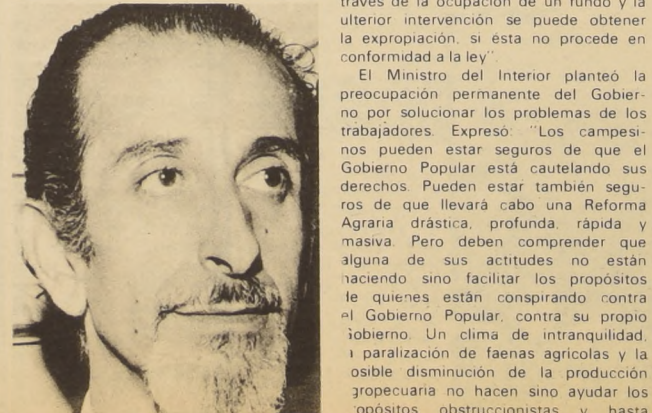 través de la ocupación de un fundo y la
ulterior intervención se puede obtener
la expropiación, si ésta no procede en
conformidad a la ley".
El Ministro del Interior planteó la
preocupación permanente del Gobier-
no por solucionar los problemas de los
trabajadores. Expresó: "Los campesi-
nos pueden estar seguros de que el
Gobierno Popular está cautelando sus
derechos. Pueden estar también segu-
ros de que llevará cabo una Reforma
Agraria drástica, profunda, rápida y
masiva. Pero deben comprender que
alguna de sus actitudes no están
haciendo sino facilitar los propósitos
de quienes están conspirando contra
el Gobierno Popular, contra su propio
Gobierno. Un clima de intranquilidad,
paralización de faenas agrícolas y la
posible disminución de la producción
agropecuaria no hacen sino ayudar los
propósitos obstruccionistas y hasta